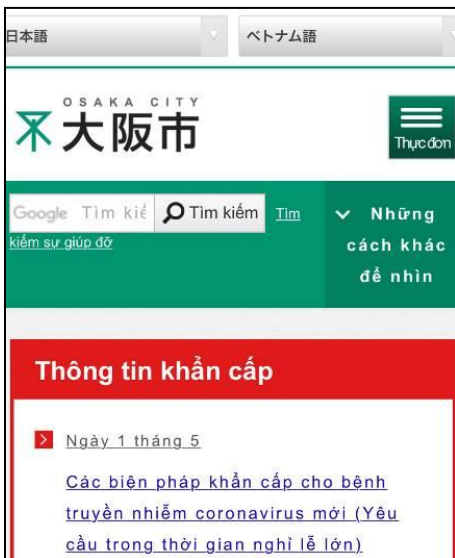 日本語
ベトナム語
OSAKA CITY
大阪市
Thực đơn
Google Tìm kiế
Tìm kiếm
Tìm
kiếm sự giúp đỡ
Những
cách khác
để nhìn
Thông tin khẩn cấp
Ngày 1 tháng 5
Các biện pháp khẩn cấp cho bệnh
truyền nhiễm coronavirus mới (Yêu
cầu trong thời gian nghỉ lễ lớn)